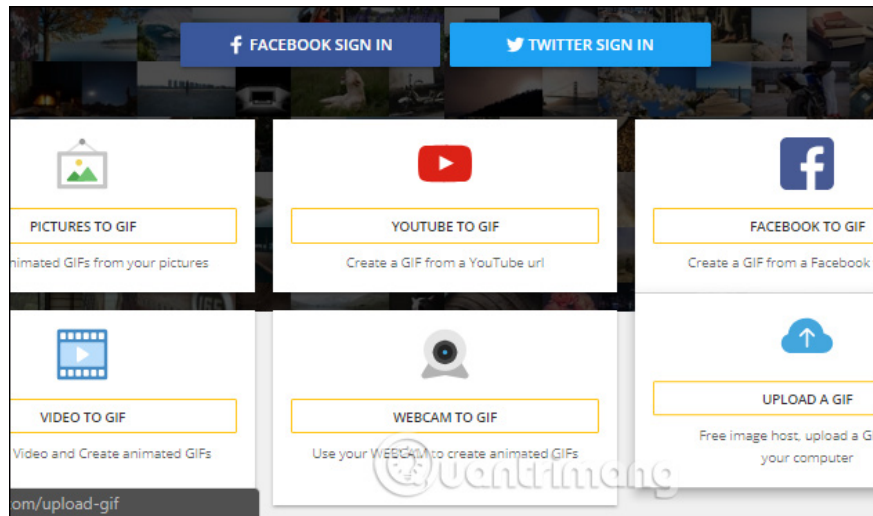 FACEBOOK SIGN IN
TWITTER SIGN IN
PICTURES TO GIF
YOUTUBE TO GIF
FACEBOOK TO GIF
nimated GIFs from your pictures
Create a GIF from a YouTube url
Create a GIF from a Facebook
VIDEO TO GIF
WEBCAM TO GIF
UPLOAD A GIF
Video and Create animated GIFs
Use your WEBCAM to create animated GIFs
Free image host, upload a G
your computer
Quantrimang
com/upload-gif